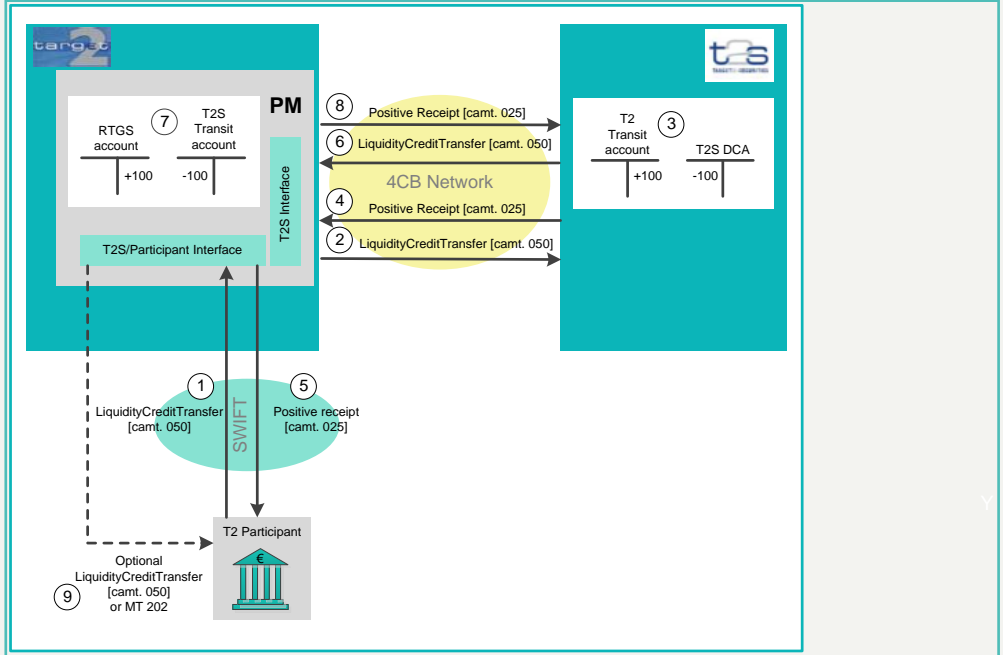 target
2
t2s
TARGET2-SECURITIES
PM
RTGS
account
7
T2S
Transit
account
+100
-100
T2S Interface
T2S/Participant Interface
8
Positive Receipt [camt. 025]
6
LiquidityCreditTransfer [camt. 050]
4CB Network
4
Positive Receipt [camt. 025]
2
LiquidityCreditTransfer [camt. 050]
T2
Transit
account
3
T2S DCA
+100
-100
1
LiquidityCreditTransfer
[camt. 050]
SWIFT
5
Positive receipt
[camt. 025]
T2 Participant
€
Optional
LiquidityCreditTransfer
[camt. 050]
or MT 202
9
Y